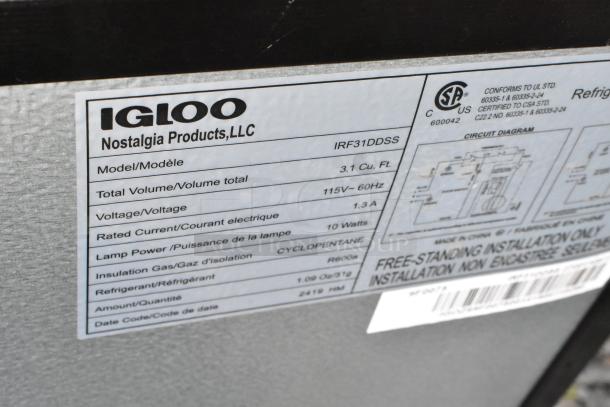 IGLOO
Nostalgia Products,LLC
Model/Modèle IRF31DDSS
Total Volume/Volume total 3.1 Cu. Ft.
Voltage/Voltage 115V~ 60Hz
Rated Current/Courant electrique 1.3 A
Lamp Power /Puissance de la lampe 10 Watts
Insulation Gas/Gaz d'isolation CYCLOPENTANE
Refrigerant/Réfrigérant R600a
Amount/Quantité 1.09 Oz/31g
Date Code/Code de date 2419 HM
C US
600042
CONFORMS TO UL STD.
60335-1 & 60335-2-24
CERTIFIED TO CSA STD.
C22.2 NO. 60335-1 & 60335-2-24
CIRCUIT DIAGRAM
MADE IN CHINA / FABRIQUÉ EN CHINE
FREE-STANDING INSTALLATION ONLY
INSTALLATION NON ENCASTRÉE